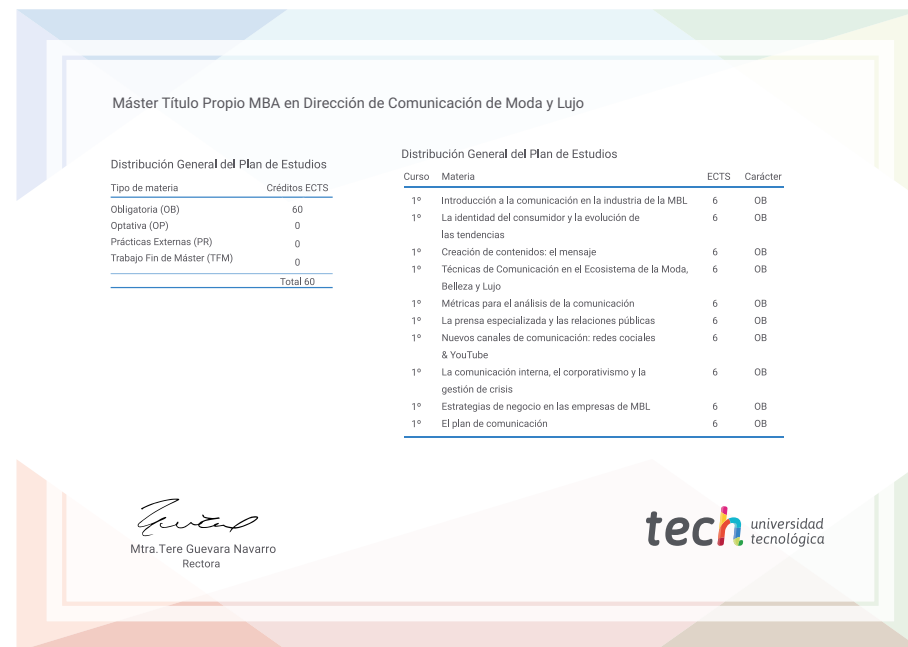 Máster Título Propio MBA en Dirección de Comunicación de Moda y Lujo
Distribución General del Plan de Estudios
Tipo de materia Créditos ECTS
Obligatoria (OB) 60
Optativa (OP) 0
Prácticas Externas (PR) 0
Trabajo Fin de Máster (TFM) 0
Total 60
Distribución General del Plan de Estudios
Curso Materia ECTS Carácter
1º Introducción a la comunicación en la industria de la MBL 6 OB
1º La identidad del consumidor y la evolución de 6 OB
las tendencias
1º Creación de contenidos: el mensaje 6 OB
1º Técnicas de Comunicación en el Ecosistema de la Moda, 6 OB
Belleza y Lujo
1º Métricas para el análisis de la comunicación 6 OB
1º La prensa especializada y las relaciones públicas 6 OB
1º Nuevos canales de comunicación: redes cociales 6 OB
& YouTube
1º La comunicación interna, el corporativismo y la 6 OB
gestión de crisis
1º Estrategias de negocio en las empresas de MBL 6 OB
1º El plan de comunicación 6 OB
Mtra.Tere Guevara Navarro
Rectora
tech universidad
tecnológica